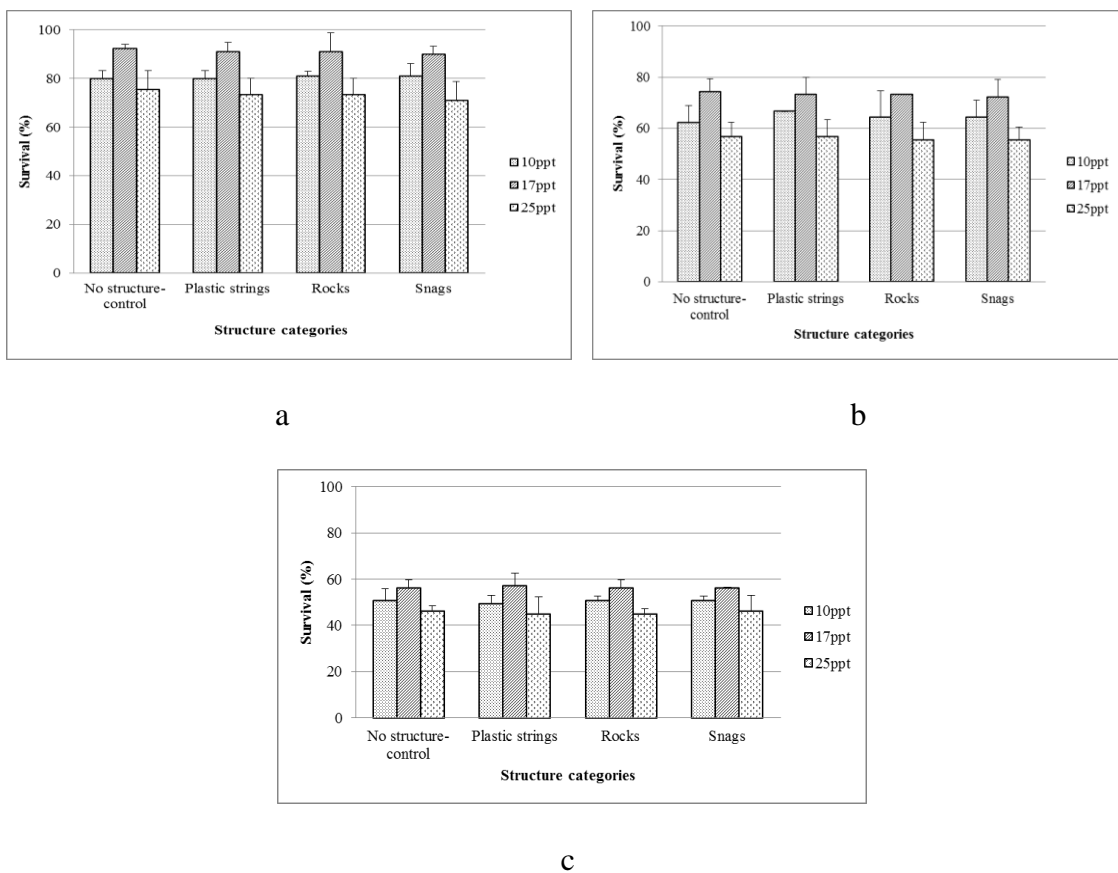 100
80
60
40
20
0
Survival (%)
No structure-
control
Plastic strings
Rocks
Snags
Structure categories
10ppt
17ppt
25ppt
a
100
80
60
40
20
0
Survival (%)
No structure-
control
Plastic strings
Rocks
Snags
Structure categories
10ppt
17ppt
25ppt
b
100
80
60
40
20
0
Survival (%)
No structure-
control
Plastic strings
Rocks
Snags
Structure categories
10ppt
17ppt
25ppt
c